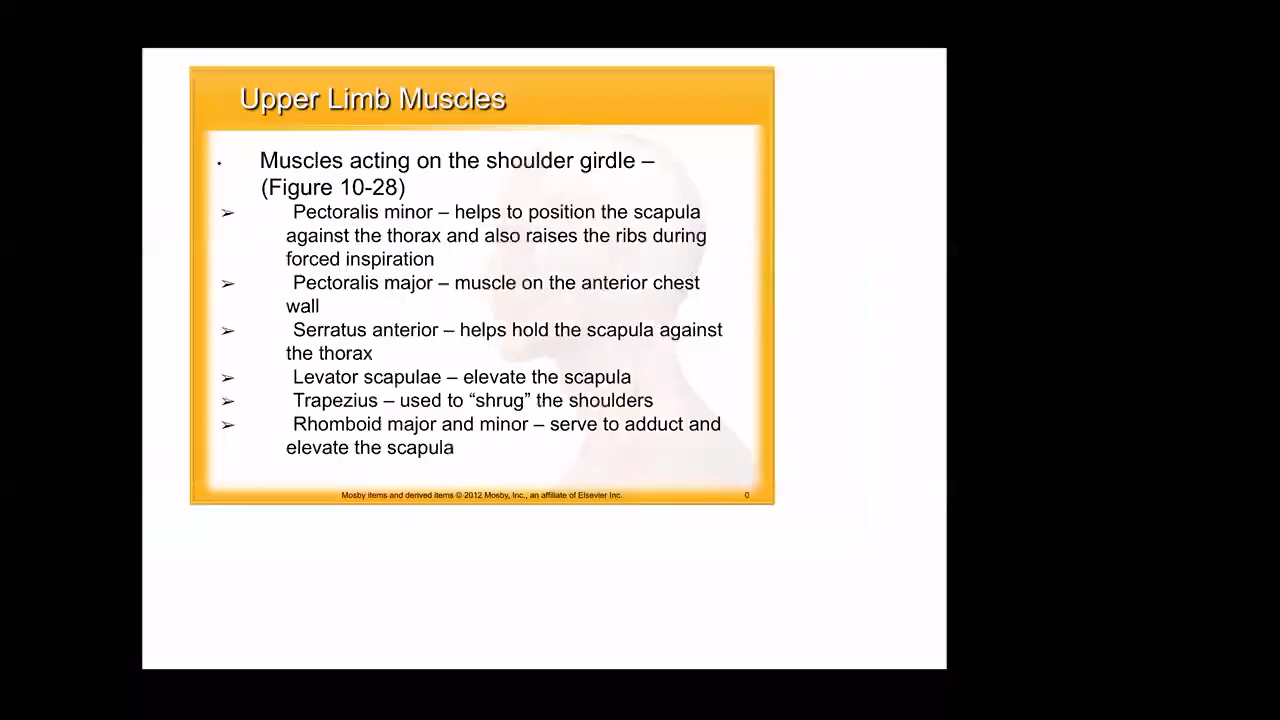 Upper Limb Muscles
• Muscles acting on the shoulder girdle –
(Figure 10-28)
➢ Pectoralis minor – helps to position the scapula
against the thorax and also raises the ribs during
forced inspiration
➢ Pectoralis major – muscle on the anterior chest
wall
➢ Serratus anterior – helps hold the scapula against
the thorax
➢ Levator scapulae – elevate the scapula
➢ Trapezius – used to “shrug” the shoulders
➢ Rhomboid major and minor – serve to adduct and
elevate the scapula
Mosby items and derived items © 2012 Mosby, Inc., an affiliate of Elsevier Inc. 0